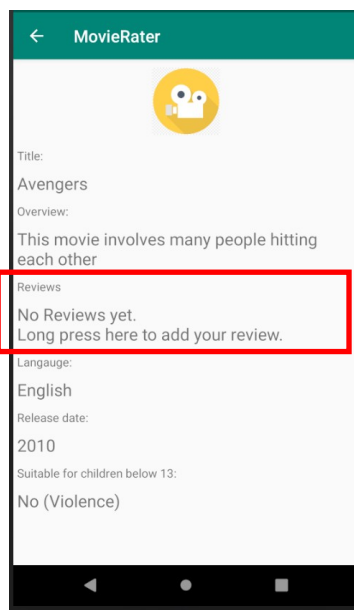 MovieRater
Title:
Avengers
Overview:
This movie involves many people hitting
each other
Reviews
No Reviews yet.
Long press here to add your review.
Langauge:
English
Release date:
2010
Suitable for children below 13:
No (Violence)